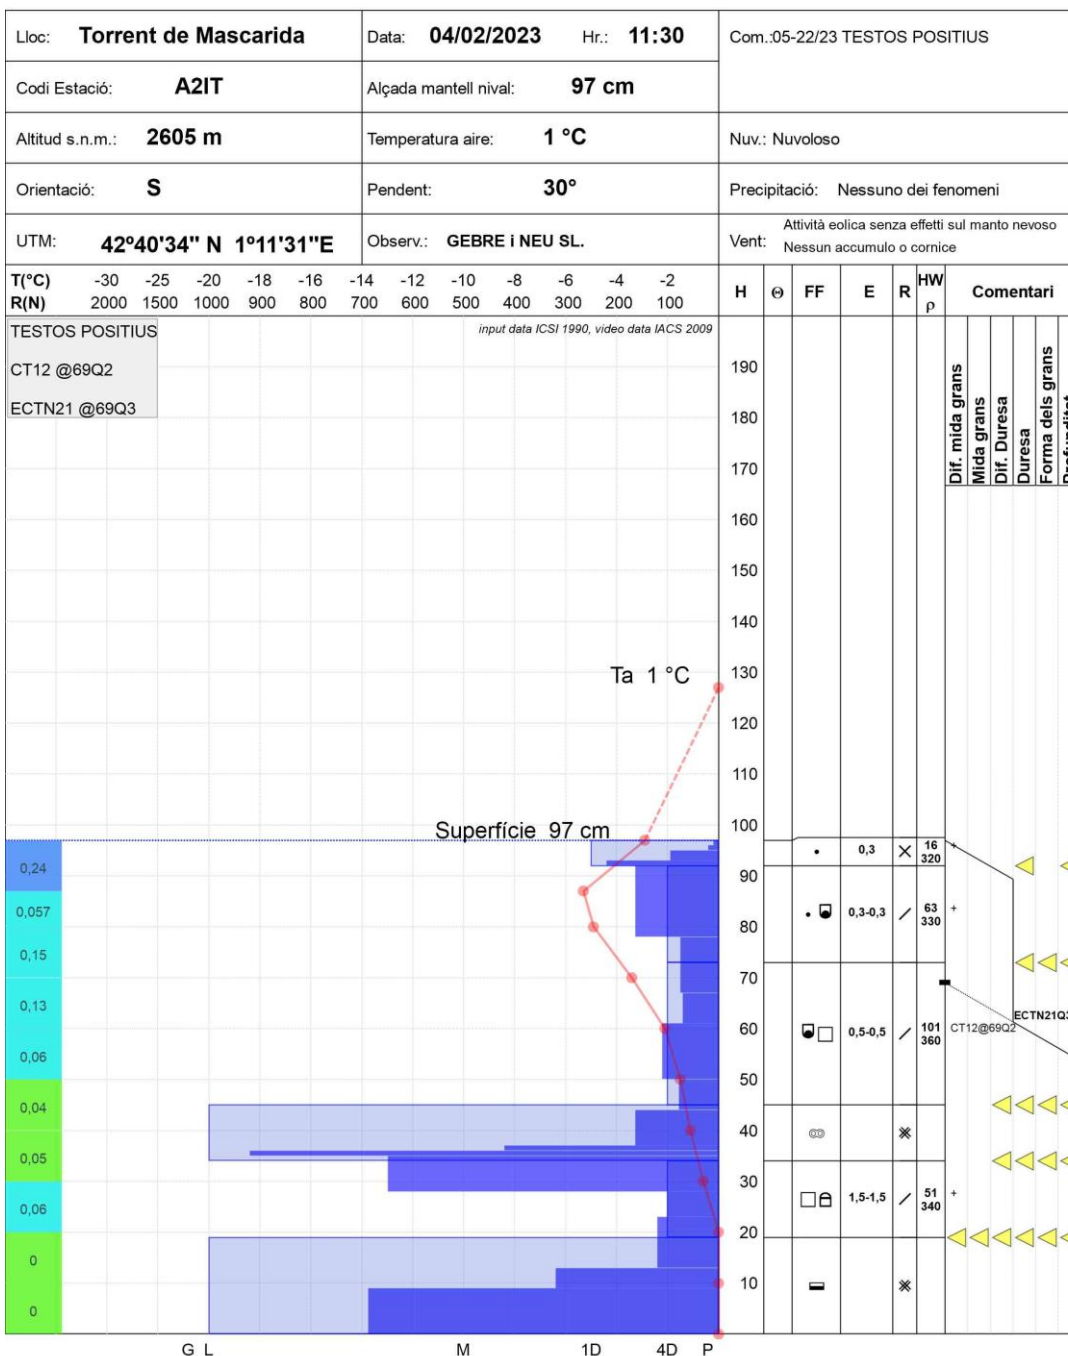 Lloc: Torrent de Mascarida Data: 04/02/2023 Hr.: 11:30 Com.:05-22/23 TESTOS POSITIUS
Codi Estació: A2IT Alçada mantell nival: 97 cm
Altitud s.n.m.: 2605 m Temperatura aire: 1 °C Nuv.: Nuvoloso
Orientació: S Pendent: 30° Precipitació: Nessuno dei fenomeni
UTM: 42º40'34" N 1º11'31"E Observ.: GEBRE i NEU SL. Vent: Attività eolica senza effetti sul manto nevoso
Nessun accumulo o cornice
T(°C) -30 -25 -20 -18 -16 -14 -12 -10 -8 -6 -4 -2
R(N) 2000 1500 1000 900 800 700 600 500 400 300 200 100
H Θ FF E R HW ρ Comentari
TESTOS POSITIUS
CT12 @69Q2
ECTN21 @69Q3
input data ICSI 1990, video data IACS 2009
Dif. mida grans
Mida grans
Dif. Duresa
Duresa
Forma dels grans
190
180
170
160
150
140
130
Ta 1 °C
120
110
100
Superfície 97 cm
0,24
0,3
16
320
+
90
0,057
0,3-0,3
63
330
+
80
0,15
70
0,13
ECTN21Q3
60
0,5-0,5
101
360
CT12@69Q2
0,06
50
0,04
40
0,05
30
0,06
1,5-1,5
51
340
+
20
0
10
0
G L M 1D 4D P